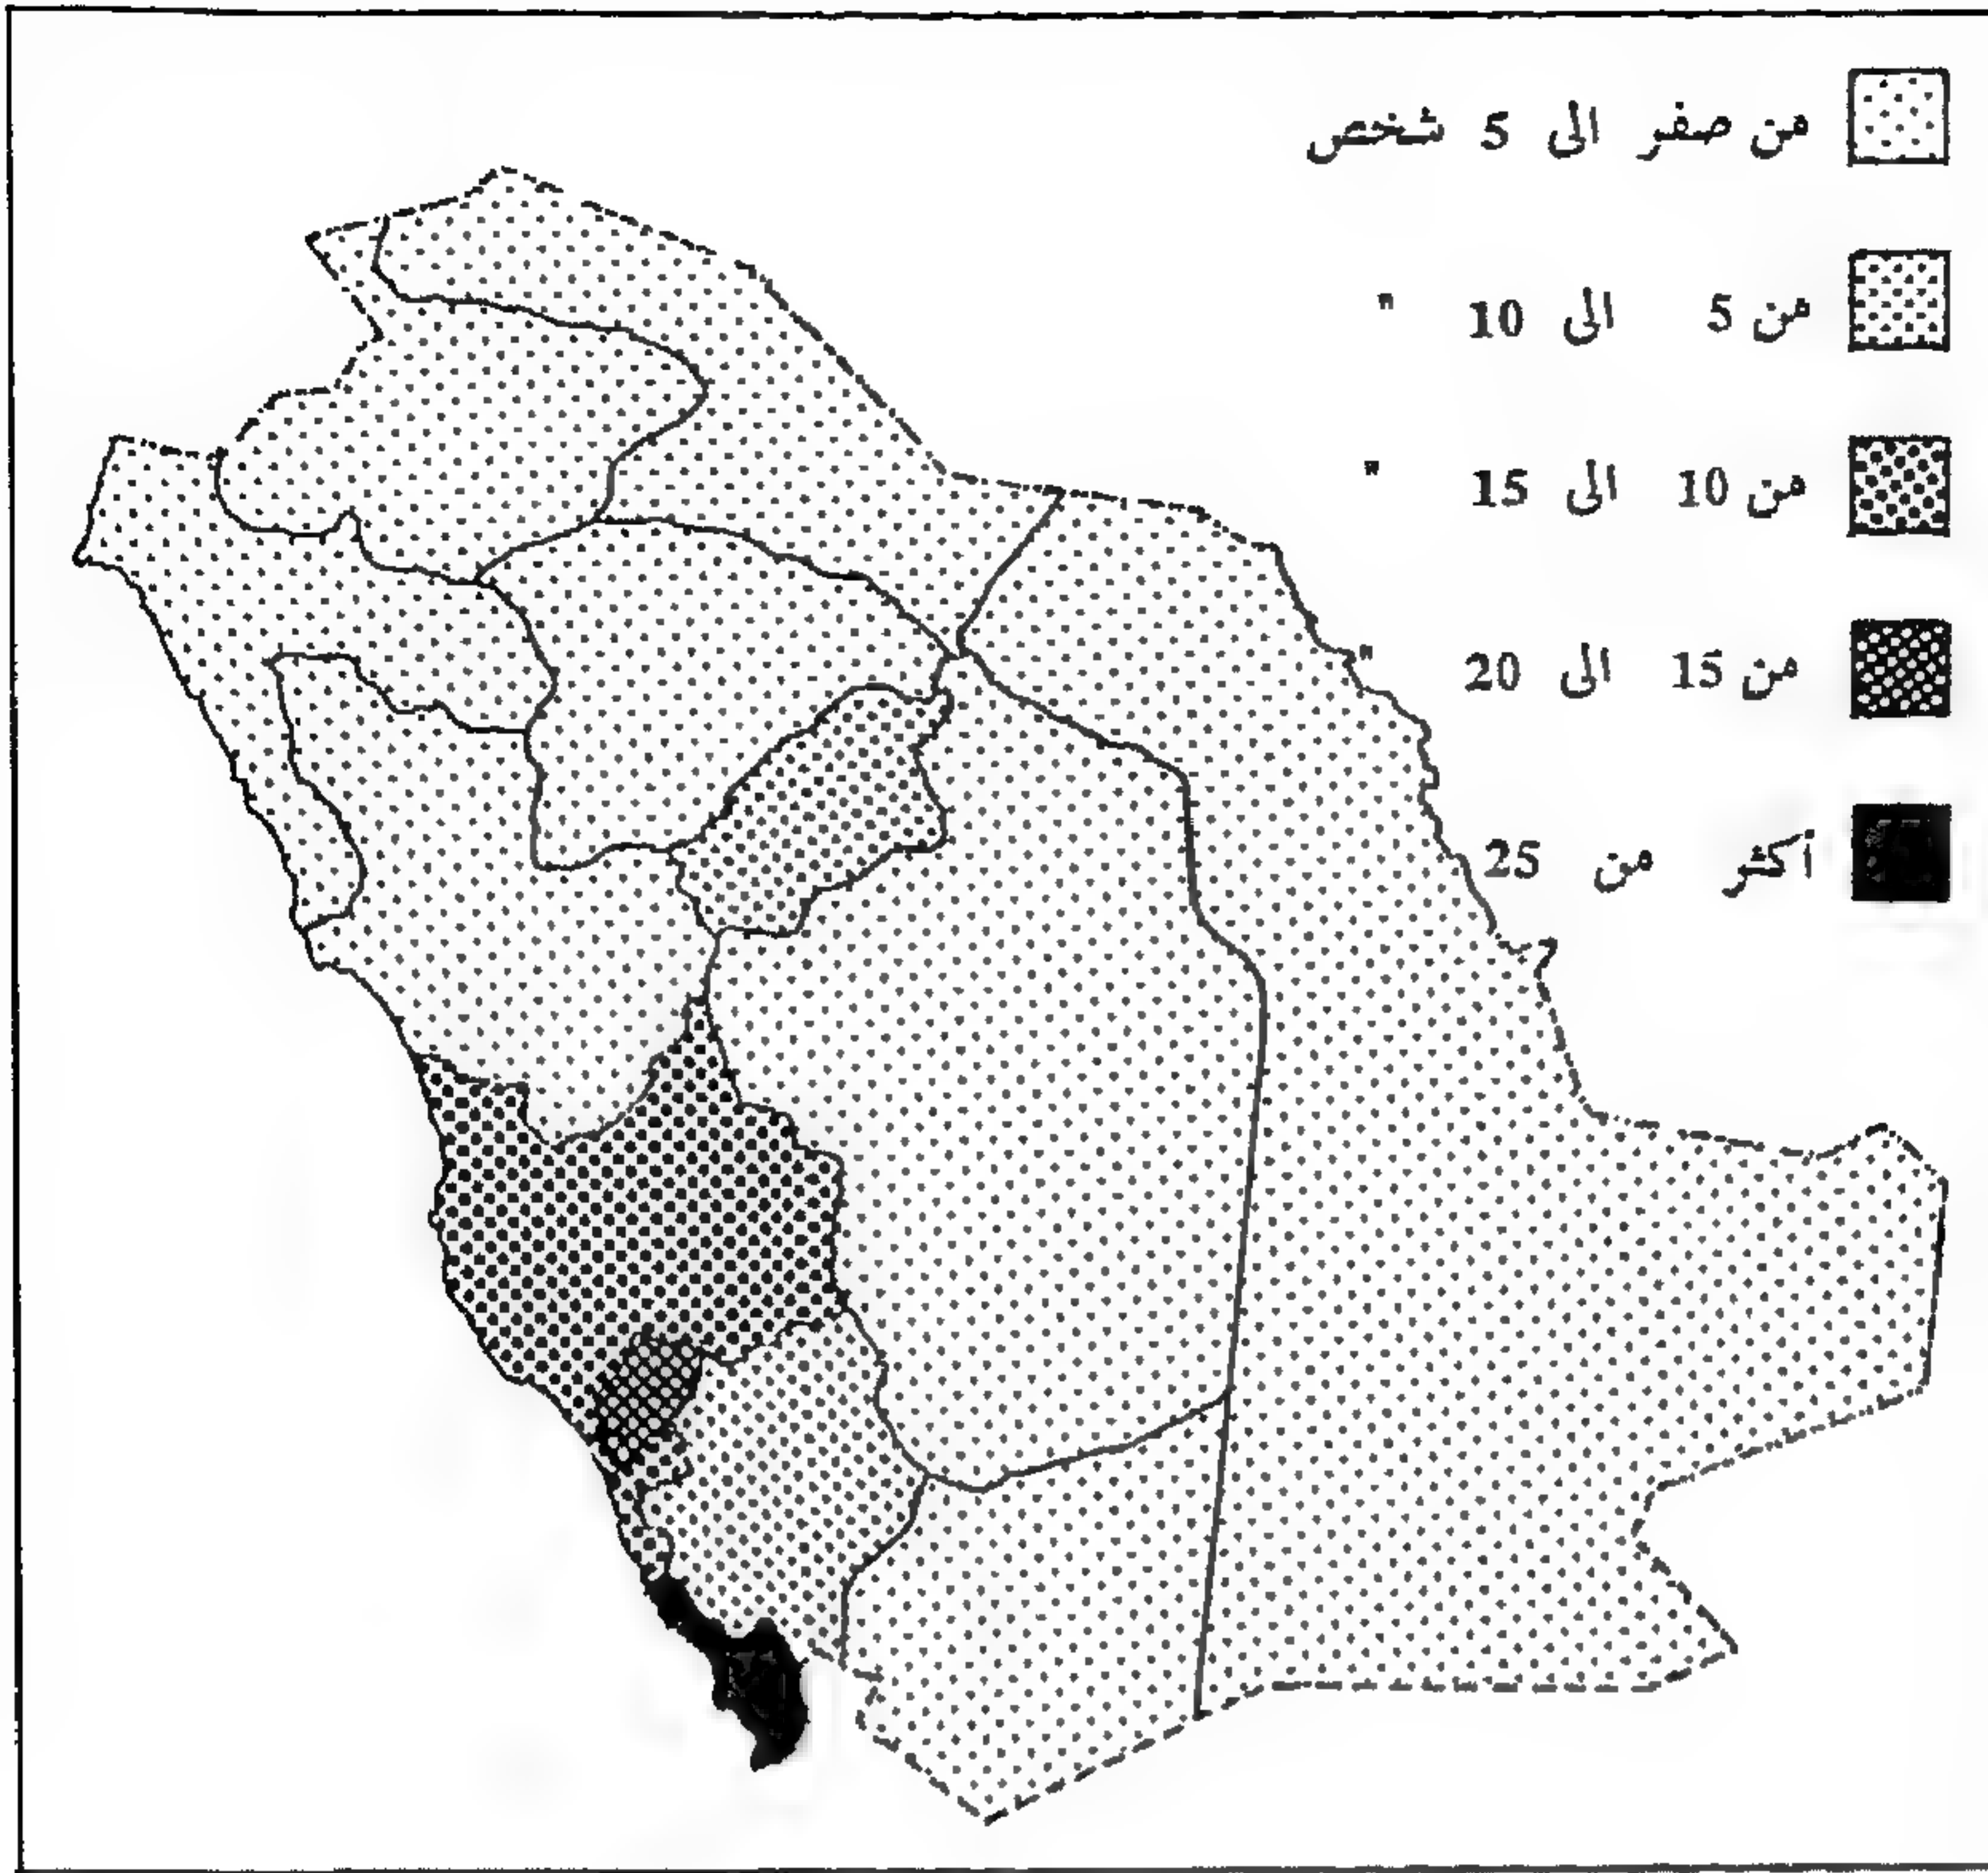 من صفر الى 5 شخص
من 5 الى 10 "
من 10 الى 15 "
من 15 الى 20 "
أكثر من 25